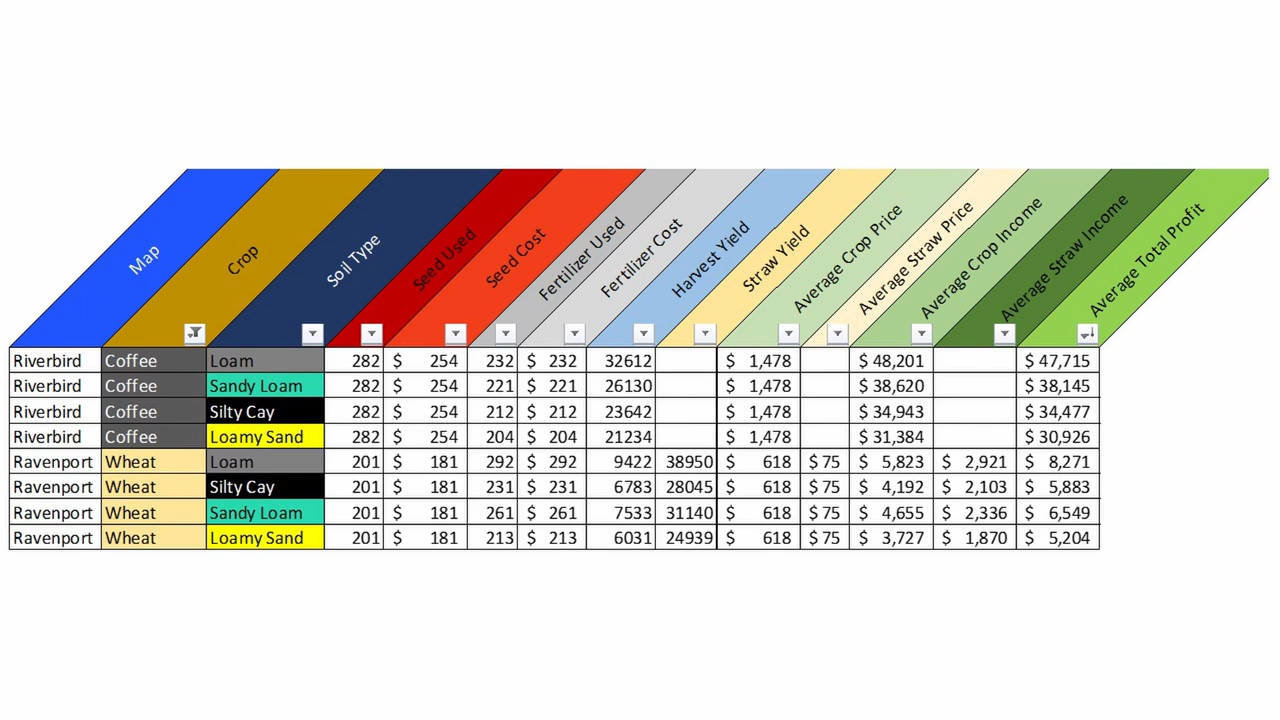 Map Crop Soil Type Seed Used Seed Cost Fertilizer Used Fertilizer Cost Harvest Yield Straw Yield Average Crop Price Average Straw Price Average Crop Income Average Straw Income Average Total Profit
Riverbird Coffee Loam 282 $ 254 232 $ 232 32612 $ 1,478 $ 48,201 $ 47,715
Riverbird Coffee Sandy Loam 282 $ 254 221 $ 221 26130 $ 1,478 $ 38,620 $ 38,145
Riverbird Coffee Silty Cay 282 $ 254 212 $ 212 23642 $ 1,478 $ 34,943 $ 34,477
Riverbird Coffee Loamy Sand 282 $ 254 204 $ 204 21234 $ 1,478 $ 31,384 $ 30,926
Ravenport Wheat Loam 201 $ 181 292 $ 292 9422 38950 $ 618 $ 75 $ 5,823 $ 2,921 $ 8,271
Ravenport Wheat Silty Cay 201 $ 181 231 $ 231 6783 28045 $ 618 $ 75 $ 4,192 $ 2,103 $ 5,883
Ravenport Wheat Sandy Loam 201 $ 181 261 $ 261 7533 31140 $ 618 $ 75 $ 4,655 $ 2,336 $ 6,549
Ravenport Wheat Loamy Sand 201 $ 181 213 $ 213 6031 24939 $ 618 $ 75 $ 3,727 $ 1,870 $ 5,204